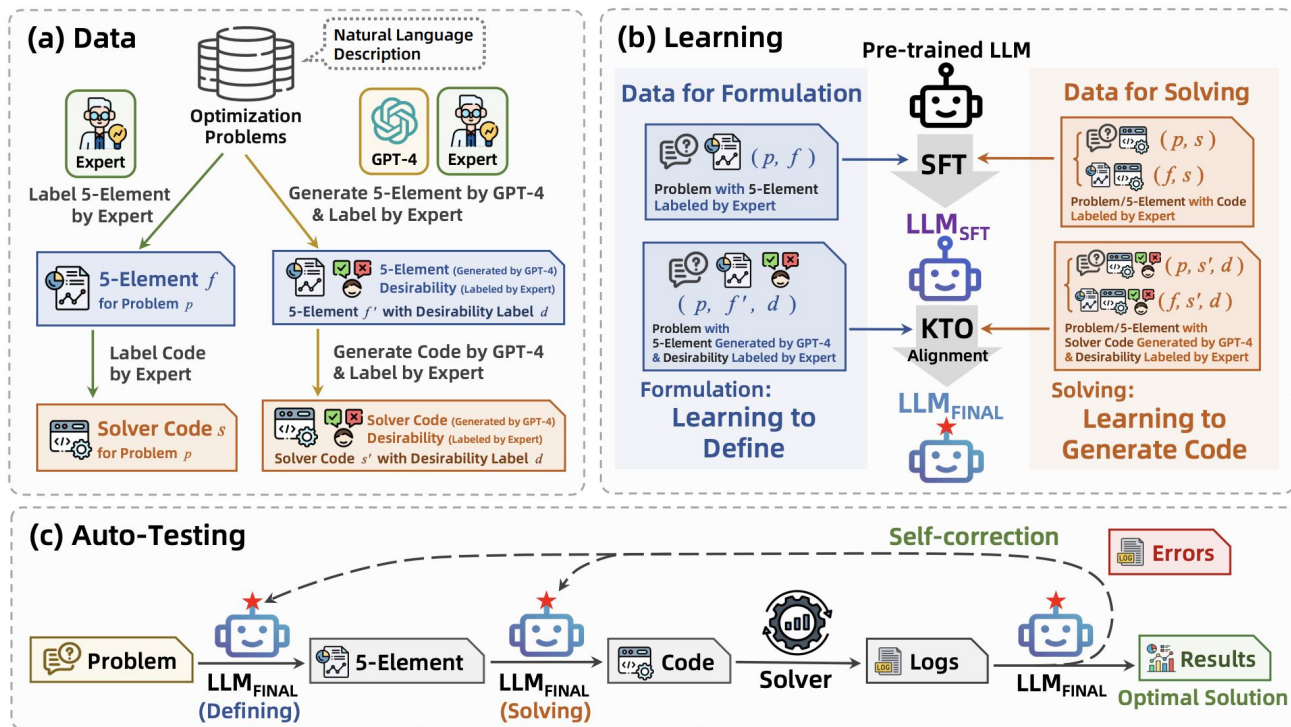 (a) Data
Natural Language
Description
Optimization
Problems
Expert
GPT-4
Expert
Label 5-Element
by Expert
Generate 5-Element by GPT-4
& Label by Expert
5-Element f
for Problem p
5-Element (Generated by GPT-4)
Desirability (Labeled by Expert)
5-Element f' with Desirability Label d
Label Code
by Expert
Generate Code by GPT-4
& Label by Expert
Solver Code s
for Problem p
Solver Code (Generated by GPT-4)
Desirability (Labeled by Expert)
Solver Code s' with Desirability Label d
(b) Learning
Pre-trained LLM
Data for Formulation
(p, f)
Problem with 5-Element
Labeled by Expert
(p, f', d)
Problem with
5-Element Generated by GPT-4
& Desirability Labeled by Expert
Formulation:
Learning to
Define
SFT
LLM_SFT
KTO
Alignment
LLM_FINAL
Data for Solving
(p, s)
(f, s)
Problem/5-Element with Code
Labeled by Expert
(p, s', d)
(f, s', d)
Problem/5-Element with
Solver Code Generated by GPT-4
& Desirability Labeled by Expert
Solving:
Learning to
Generate Code
(c) Auto-Testing
Self-correction
LOG
Errors
Problem
LLM_FINAL
(Defining)
5-Element
LLM_FINAL
(Solving)
Code
Solver
LOG
Logs
LLM_FINAL
Results
Optimal Solution